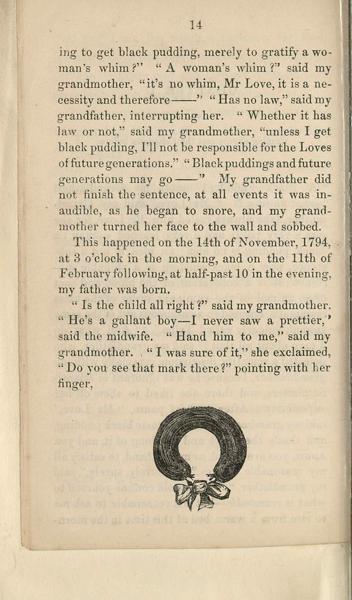 14
ing to get black pudding, merely to gratify a wo-
man's whim?" "A woman's whim?" said my
grandmother, "it's no whim, Mr Love, it is a ne-
cessity and therefore——" "Has no law," said my
grandfather, interrupting her. "Whether it has
law or not," said my grandmother, "unless I get
black pudding, I'll not be responsible for the Loves
of future generations." "Black puddings and future
generations may go ——" My grandfather did
not finish the sentence, at all events it was in-
audible, as he began to snore, and my grand-
mother turned her face to the wall and sobbed.
This happened on the 14th of November, 1794,
at 3 o'clock in the morning, and on the 11th of
February following, at half-past 10 in the evening,
my father was born.
"Is the child all right?" said my grandmother.
"He's a gallant boy—I never saw a prettier,"
said the midwife. "Hand him to me," said my
grandmother. "I was sure of it," she exclaimed,
"Do you see that mark there?" pointing with her
finger,